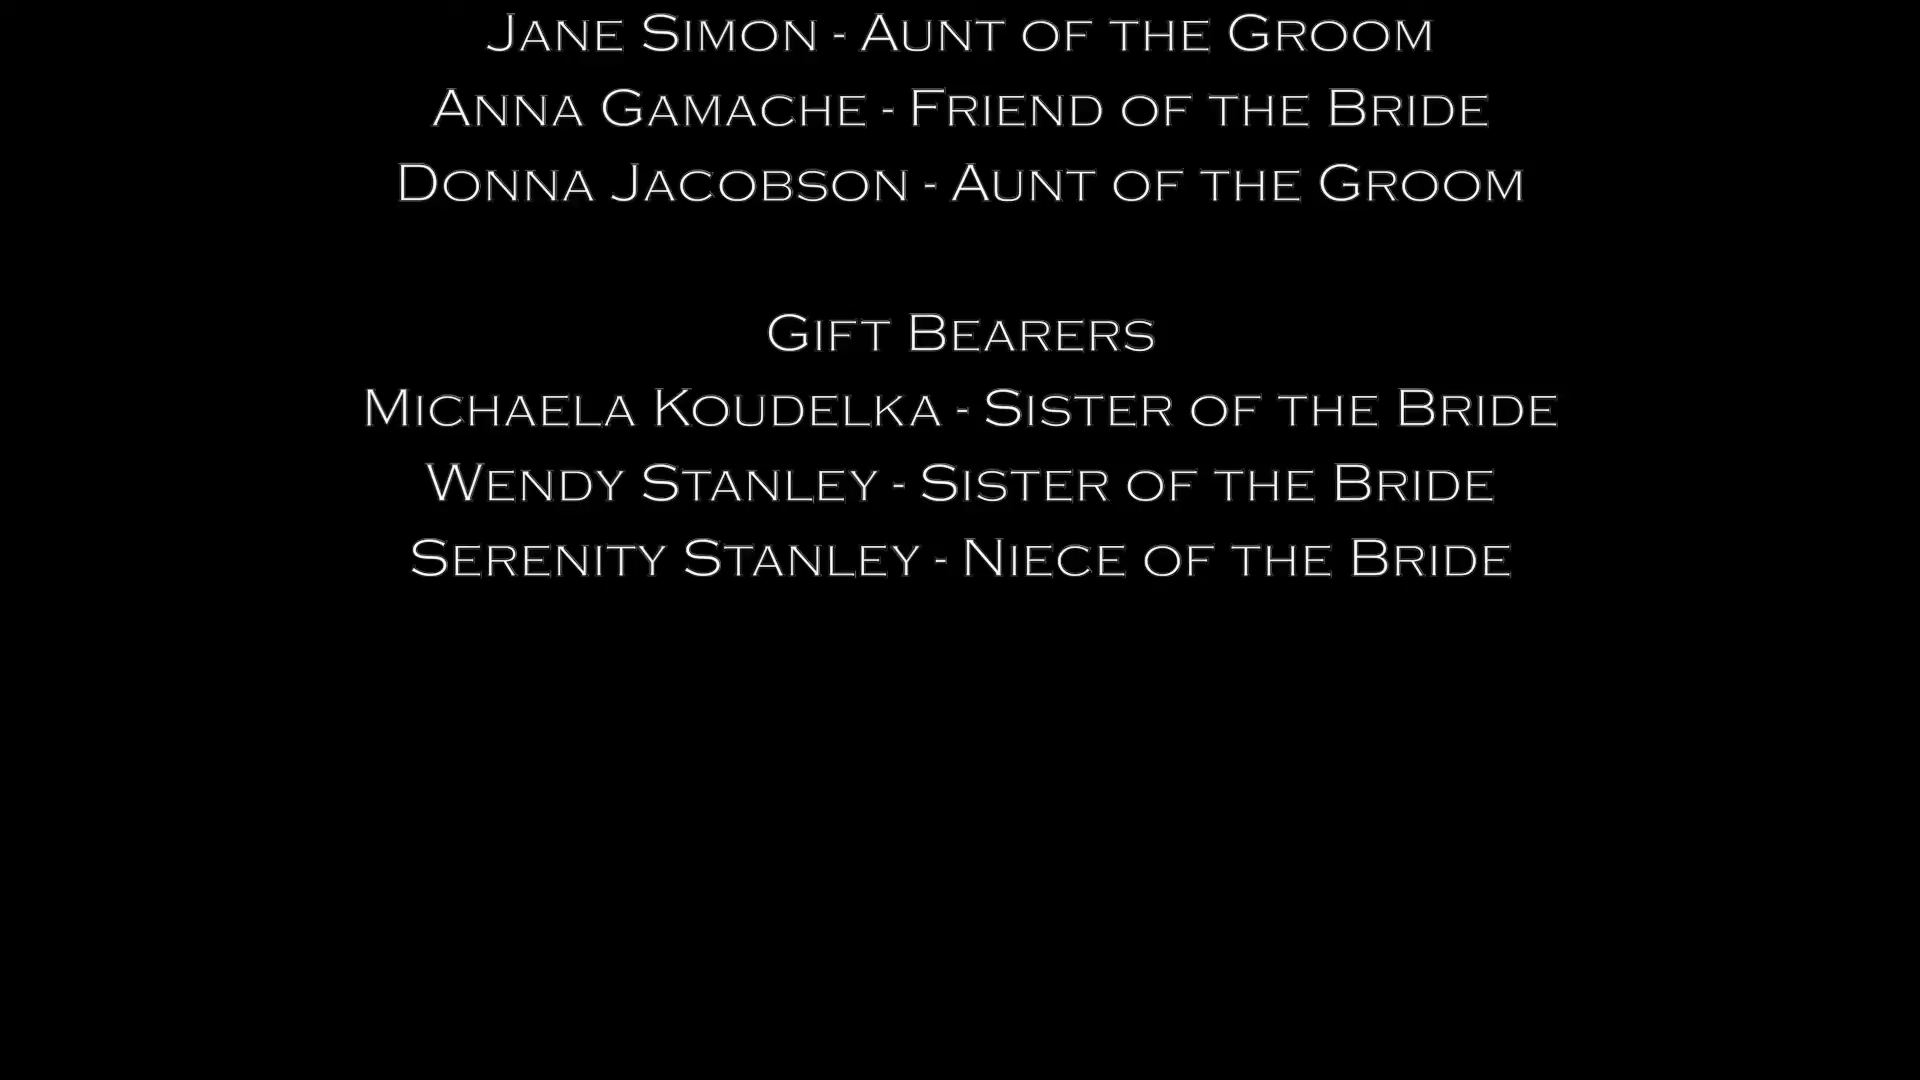 Jane Simon - Aunt of the Groom
Anna Gamache - Friend of the Bride
Donna Jacobson - Aunt of the Groom
Gift Bearers
Michaela Koudelka - Sister of the Bride
Wendy Stanley - Sister of the Bride
Serenity Stanley - Niece of the Bride